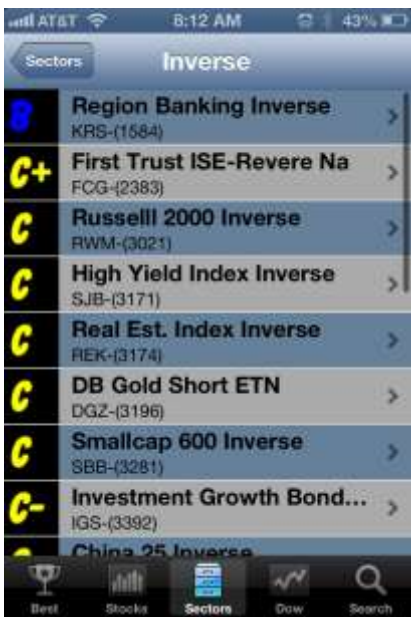 AT&T 8:12 AM 43%
Sectors Inverse
B Region Banking Inverse
KRS-(1584)
C+ First Trust ISE-Revere Na
FCG-(2383)
C Russelll 2000 Inverse
RWM-(3021)
C High Yield Index Inverse
SJB-(3171)
C Real Est. Index Inverse
REK-(3174)
C DB Gold Short ETN
DGZ-(3196)
C Smallcap 600 Inverse
SBB-(3281)
C- Investment Growth Bond...
IGS-(3392)
China 25 Inverse
Best Stocks Sectors Dow Search